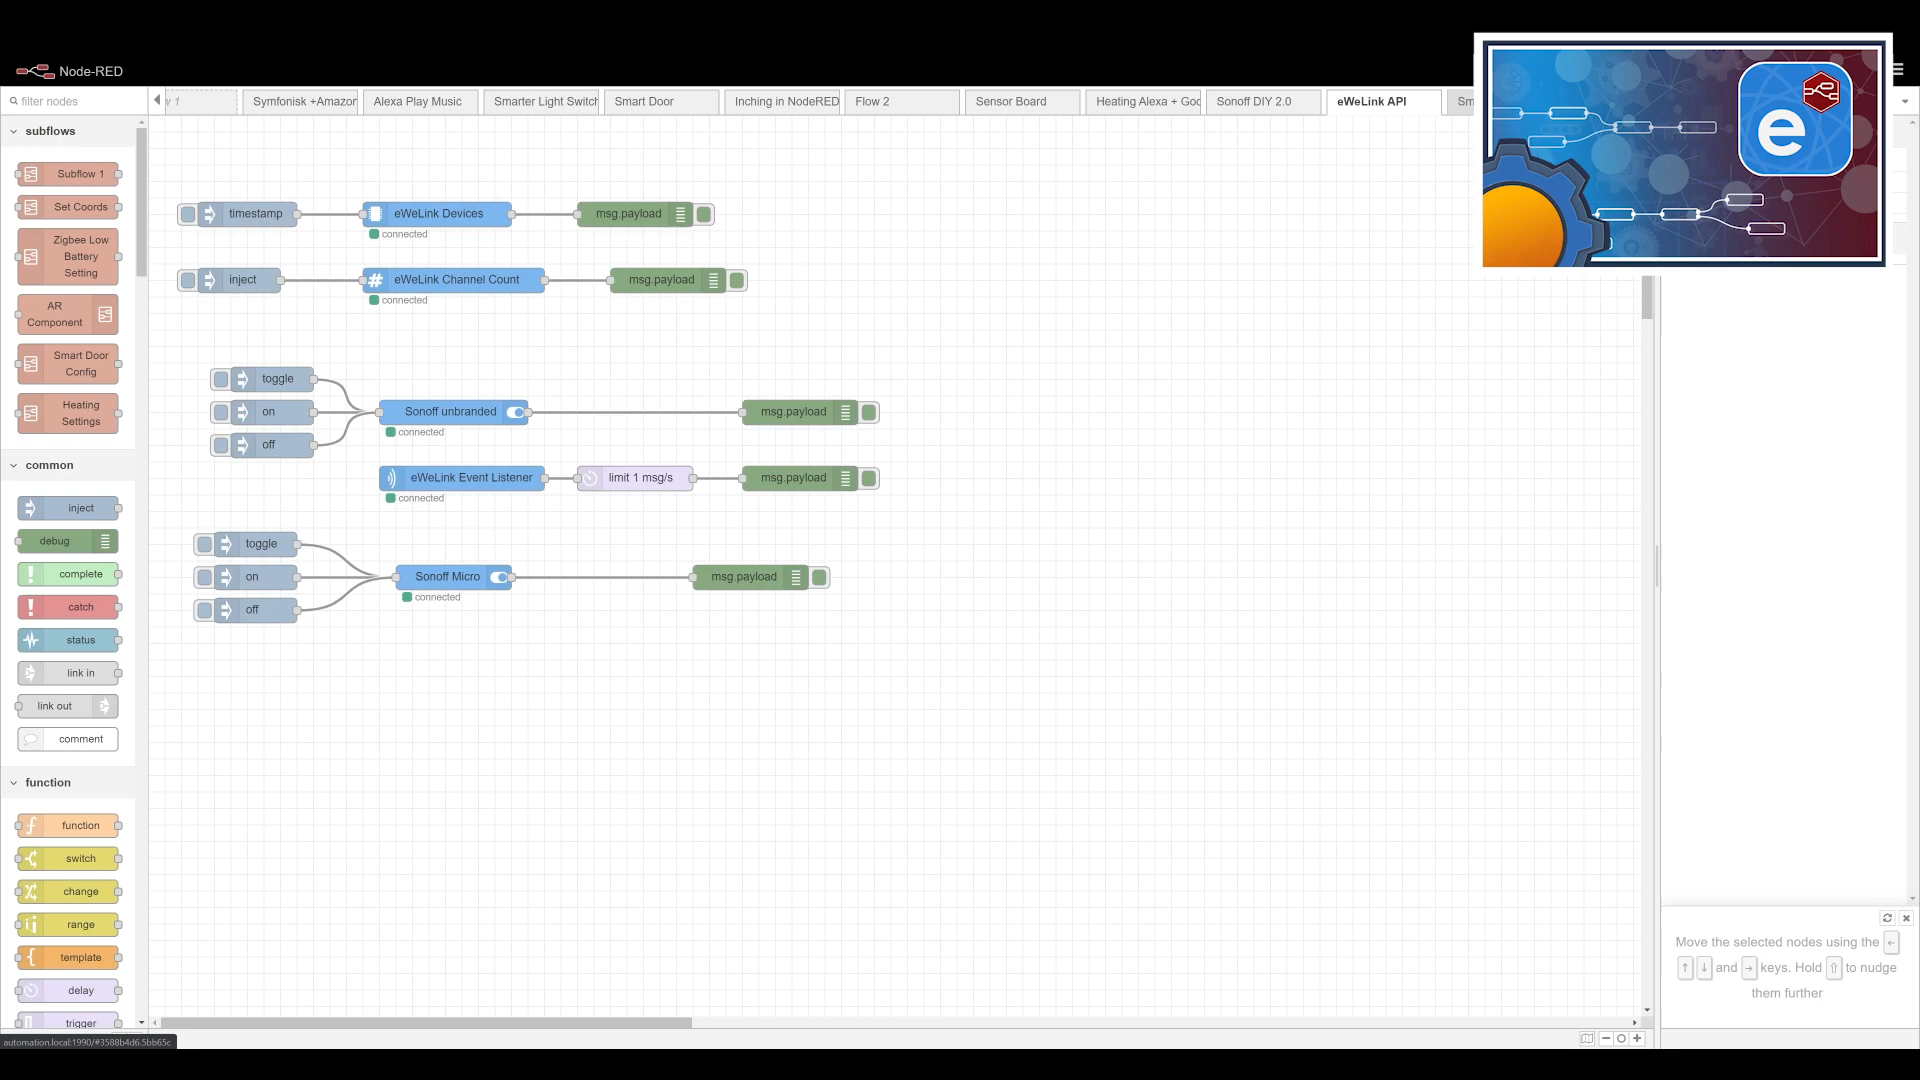 Node-RED
filter nodes
Symfonisk +Amazon
Alexa Play Music
Smarter Light Switch
Smart Door
Inching in NodeRED
Flow 2
Sensor Board
Heating Alexa + Goo
Sonoff DIY 2.0
eWeLink API
Sm
e
subflows
Subflow 1
Set Coords
Zigbee Low
Battery
Setting
AR
Component
Smart Door
Config
Heating
Settings
common
inject
debug
complete
catch
status
link in
link out
comment
function
function
switch
change
range
template
delay
trigger
timestamp
eWeLink Devices
msg.payload
connected
inject
eWeLink Channel Count
msg.payload
connected
toggle
on
Sonoff unbranded
msg.payload
off
connected
eWeLink Event Listener
limit 1 msg/s
msg.payload
connected
toggle
on
Sonoff Micro
msg.payload
off
connected
Move the selected nodes using the ←
↑ ↓ and → keys. Hold ⇧ to nudge
them further
automation.local:1990/#3588b4d6.5bb65c